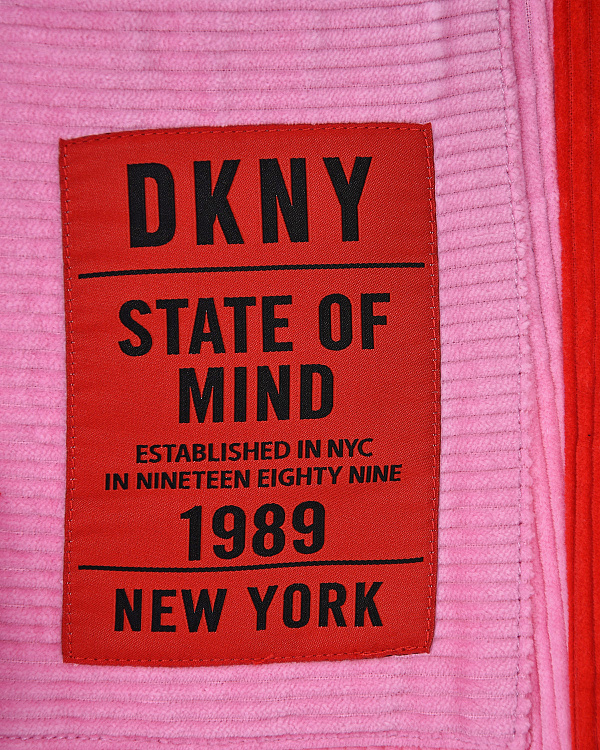 DKNY
STATE OF
MIND
ESTABLISHED IN NYC
IN NINETEEN EIGHTY NINE
1989
NEW YORK